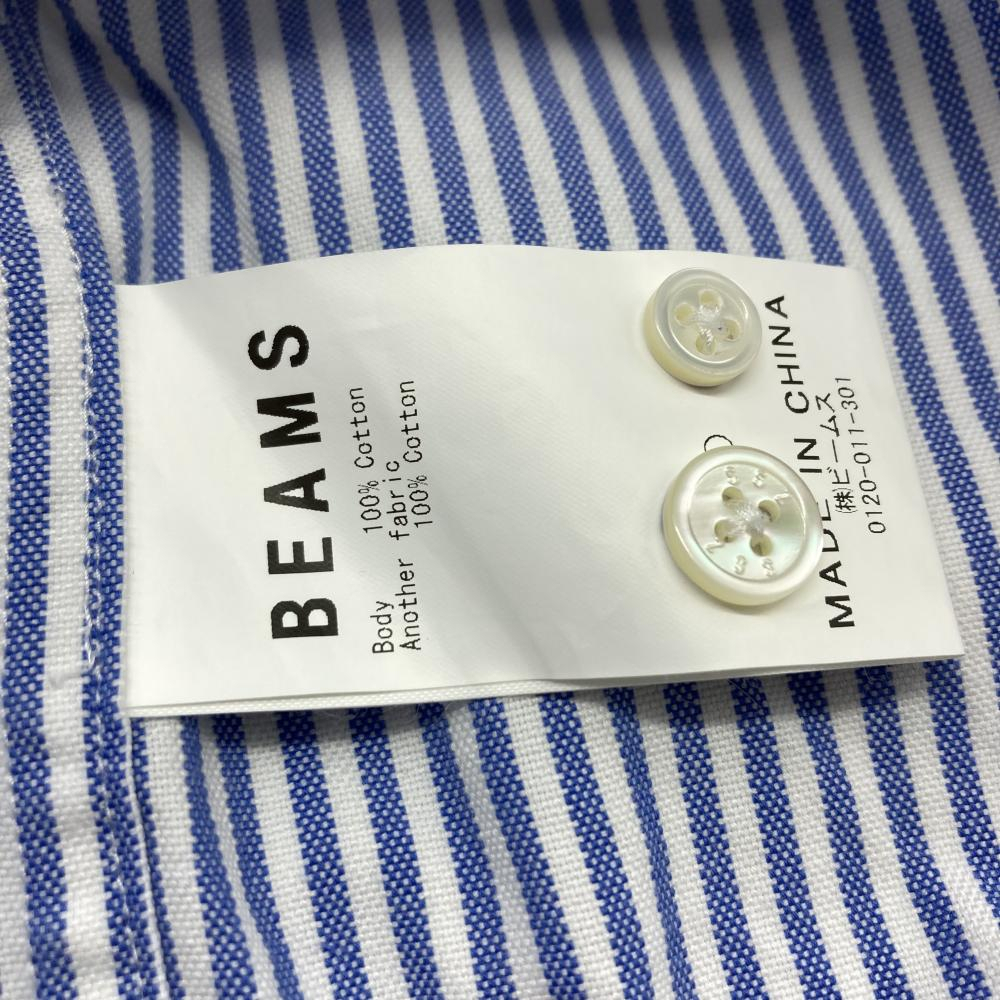 BEAMS
Body 100% Cotton
Another fabric
100% Cotton
MADE IN CHINA
㈱ビームス
0120-011-301